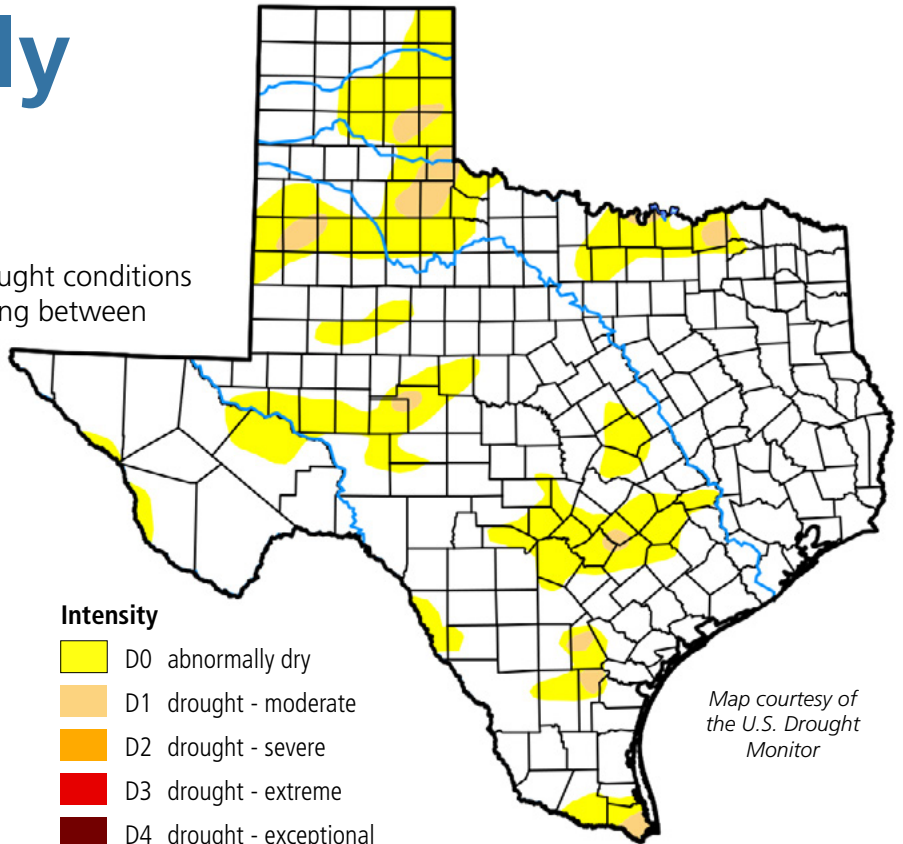 ly
ught conditions
ng between
Intensity
D0 abnormally dry
D1 drought - moderate
D2 drought - severe
D3 drought - extreme
D4 drought - exceptional
Map courtesy of
the U.S. Drought
Monitor